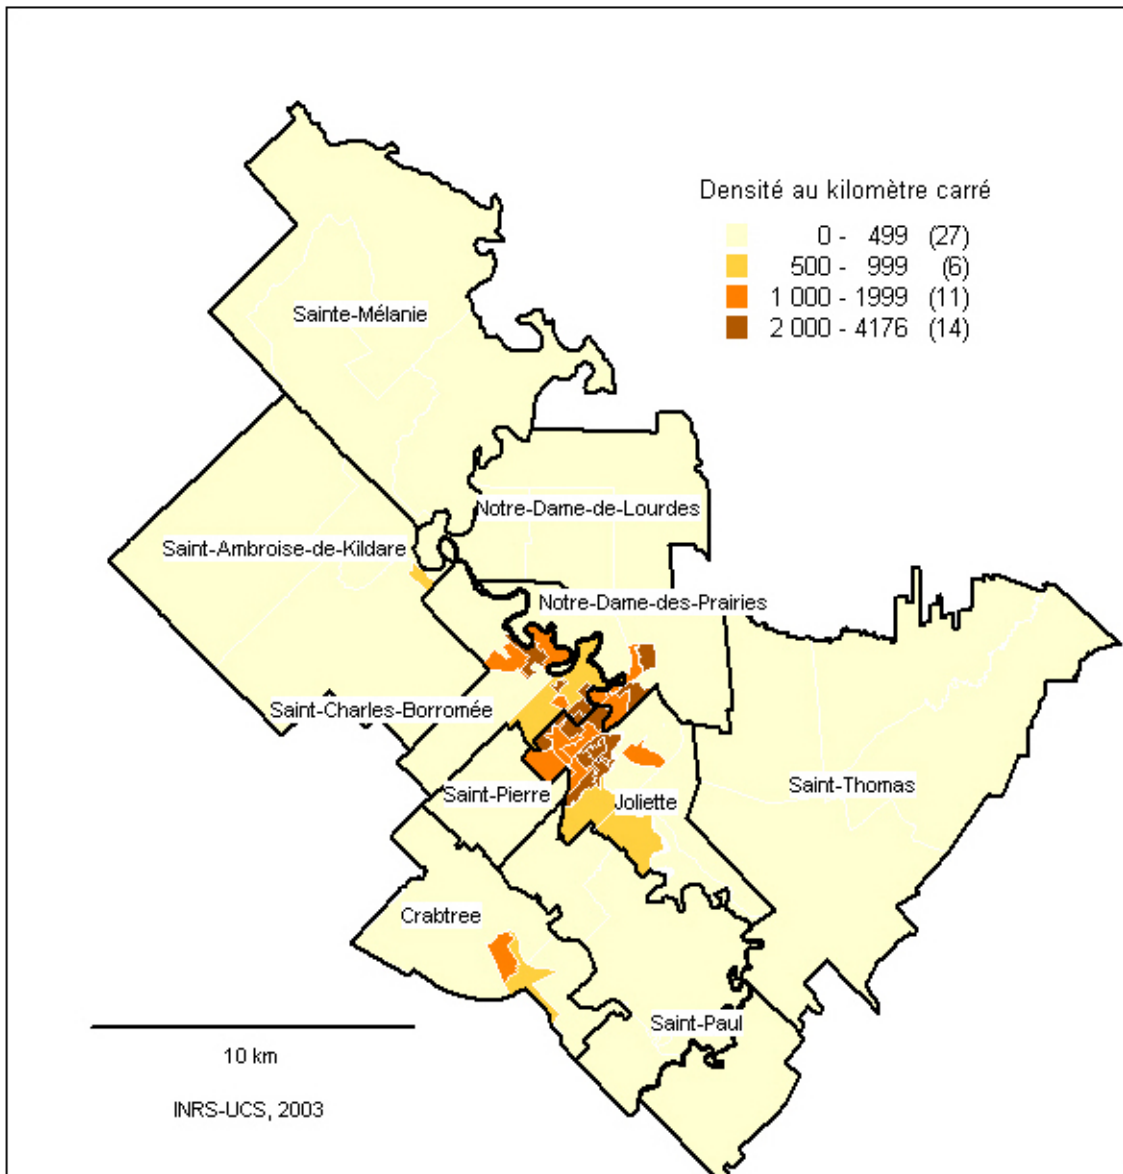 Densité au kilomètre carré
0 - 499 (27)
500 - 999 (6)
1 000 - 1999 (11)
2 000 - 4176 (14)
Sainte-Mélanie
Notre-Dame-de-Lourdes
Saint-Ambroise-de-Kildare
Notre-Dame-des-Prairies
Saint-Charles-Borromée
Saint-Thomas
Saint-Pierre
Joliette
Crabtree
Saint-Paul
10 km
INRS-UCS, 2003